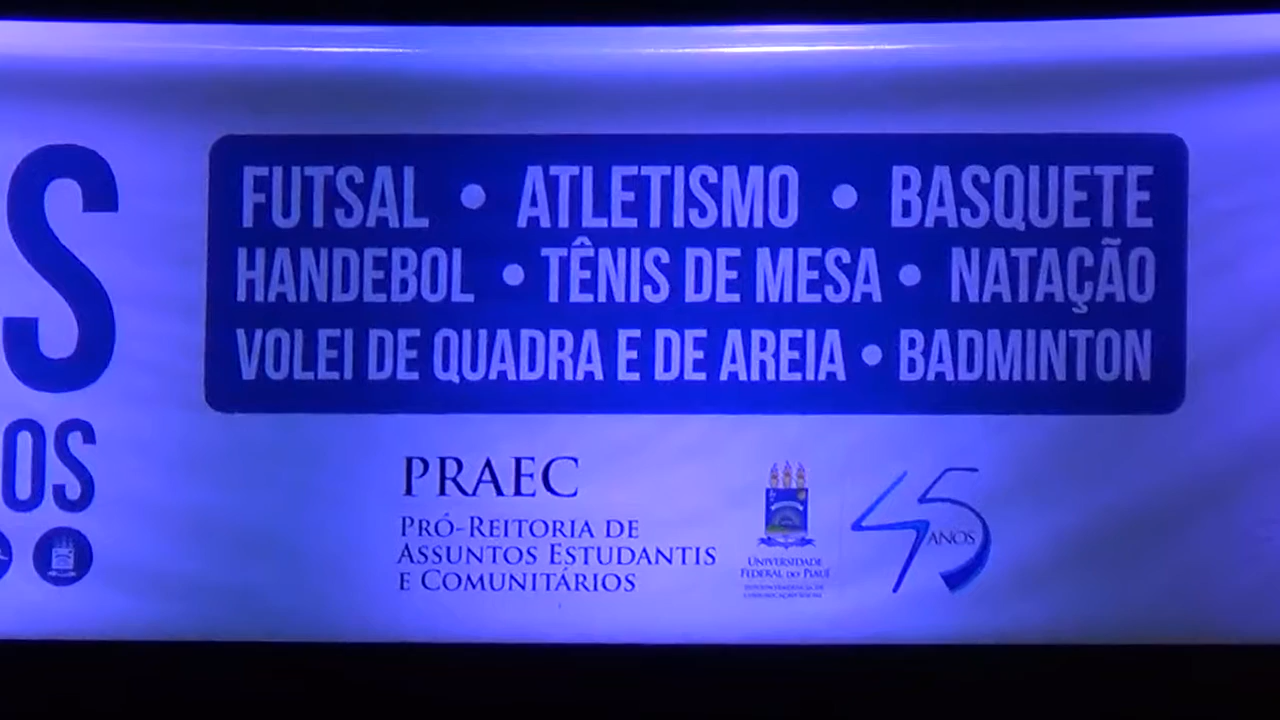 S
OS
FUTSAL • ATLETISMO • BASQUETE
HANDEBOL • TÊNIS DE MESA • NATAÇÃO
VOLEI DE QUADRA E DE AREIA • BADMINTON
PRAEC
PRÓ-REITORIA DE
ASSUNTOS ESTUDANTIS
E COMUNITÁRIOS
UNIVERSIDADE
FEDERAL DO PIAUÍ
45
ANOS